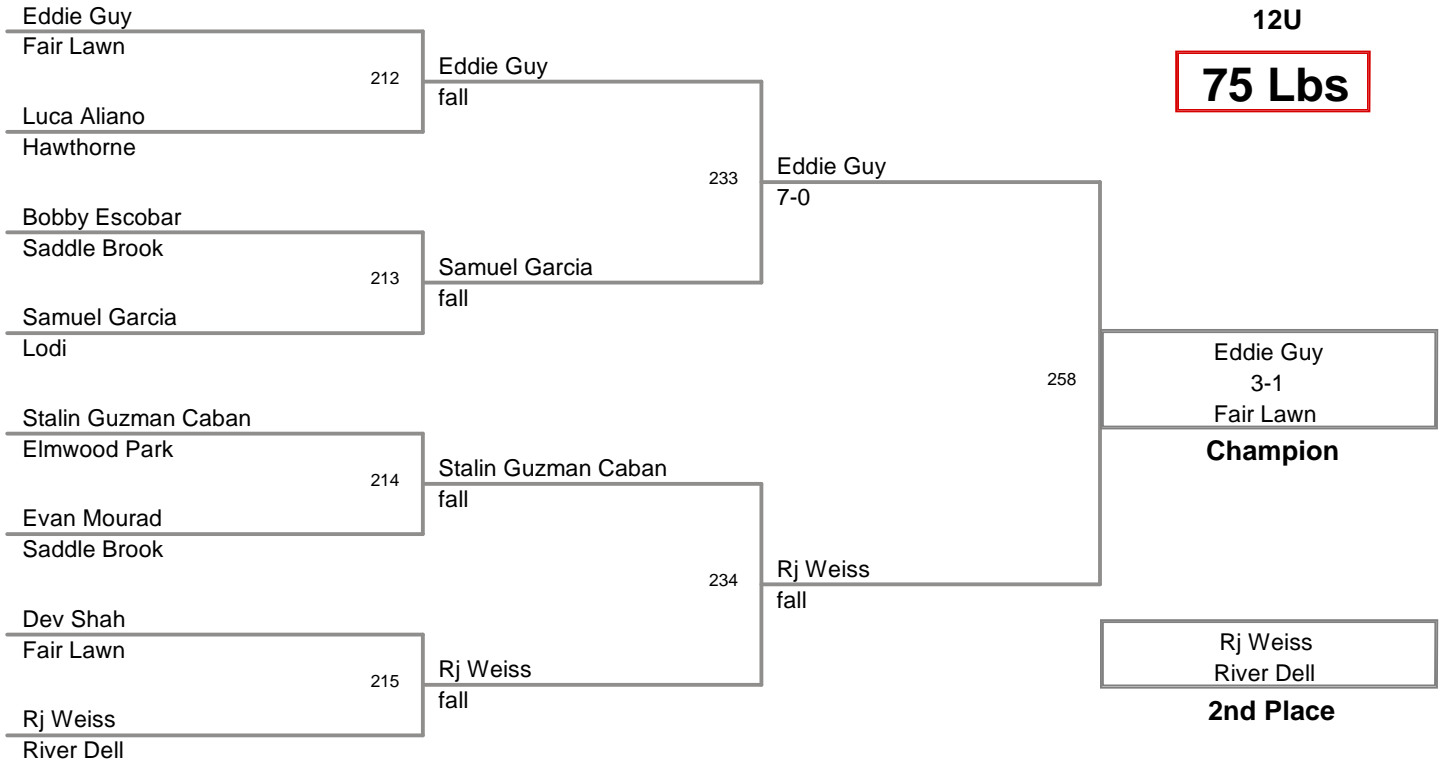 Eddie Guy
Fair Lawn
212
Luca Aliano
Hawthorne
Bobby Escobar
Saddle Brook
213
Samuel Garcia
Lodi
Stalin Guzman Caban
Elmwood Park
214
Evan Mourad
Saddle Brook
Dev Shah
Fair Lawn
215
Rj Weiss
River Dell
Eddie Guy
fall
233
Samuel Garcia
fall
Stalin Guzman Caban
fall
234
Rj Weiss
fall
Eddie Guy
7-0
258
Rj Weiss
fall
12U
75 Lbs
Eddie Guy
3-1
Fair Lawn
Champion
Rj Weiss
River Dell
2nd Place